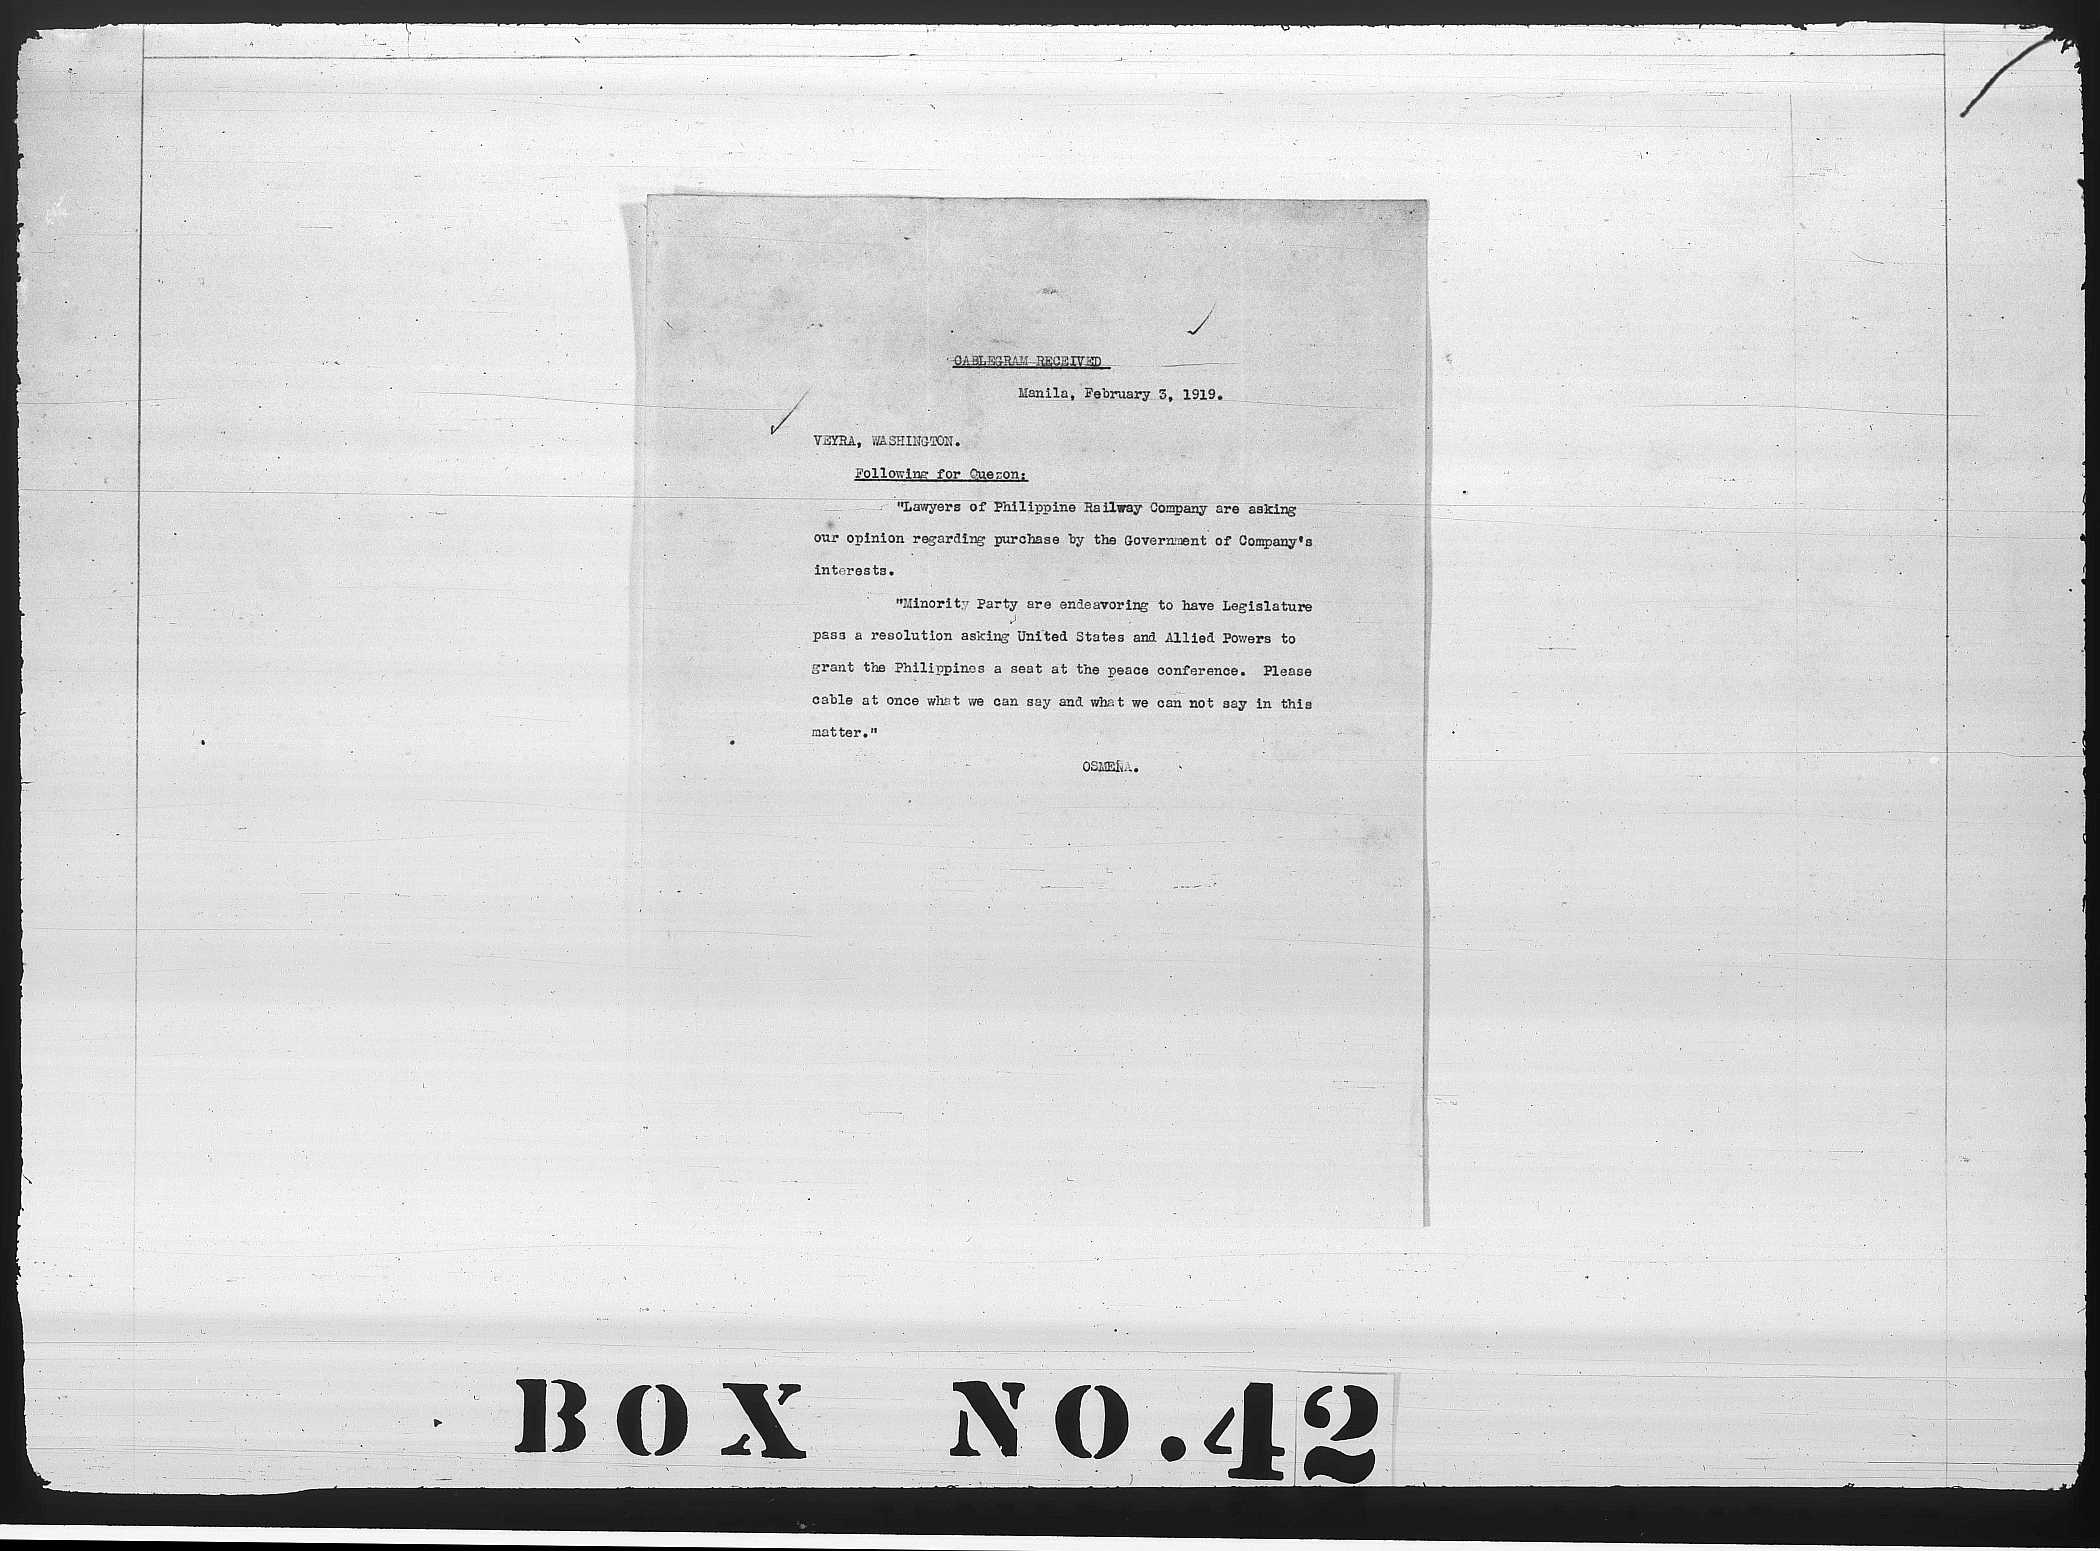 CABLEGRAM RECEIVED
Manila, February 3, 1919.
VEYRA, WASHINGTON.
Following for Quezon:
"Lawyers of Philippine Railway Company are asking
our opinion regarding purchase by the Government of Company's
interests.
"Minority Party are endeavoring to have Legislature
pass a resolution asking United States and Allied Powers to
grant the Philippines a seat at the peace conference. Please
cable at once what we can say and what we can not say in this
matter."
OSMEÑA.
BOX NO. 42